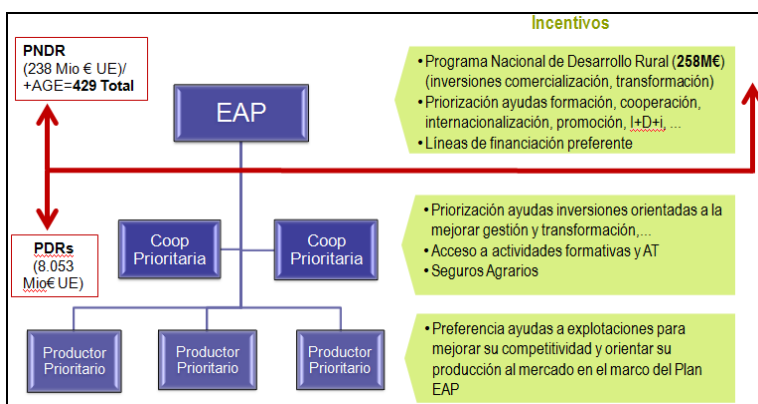 Incentivos
PNDR
(238 Mio € UE)/
+AGE=429 Total
EAP
• Programa Nacional de Desarrollo Rural (258M€)
(inversiones comercialización, transformación)
• Priorización ayudas formación, cooperación,
internacionalización, promoción, I+D+i, ...
• Líneas de financiación preferente
PDRs
(8.053
Mio€ UE)
Coop
Prioritaria
Coop
Prioritaria
• Priorización ayudas inversiones orientadas a la
mejorar gestión y transformación,...
• Acceso a actividades formativas y AT
• Seguros Agrarios
Productor
Prioritario
Productor
Prioritario
Productor
Prioritario
• Preferencia ayudas a explotaciones para
mejorar su competitividad y orientar su
producción al mercado en el marco del Plan
EAP